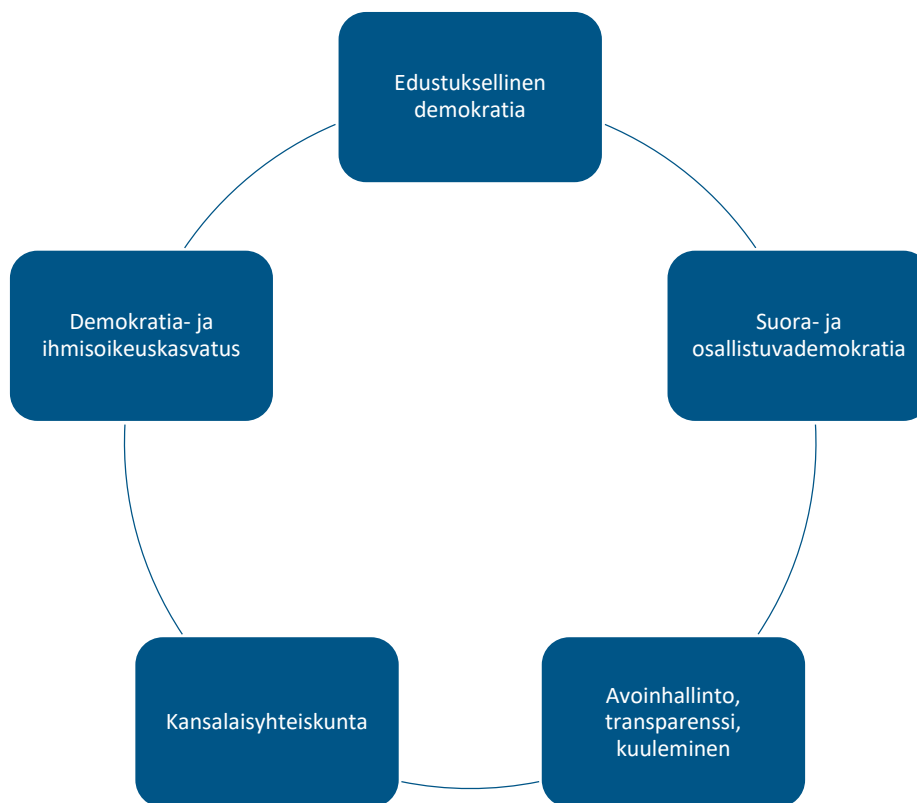 Edustuksellinen
demokratia
Suora- ja
osallistuvademokratia
Avoinhallinto,
transparenssi,
kuuleminen
Kansalaisyhteiskunta
Demokratia- ja
ihmisoikeuskasvatus